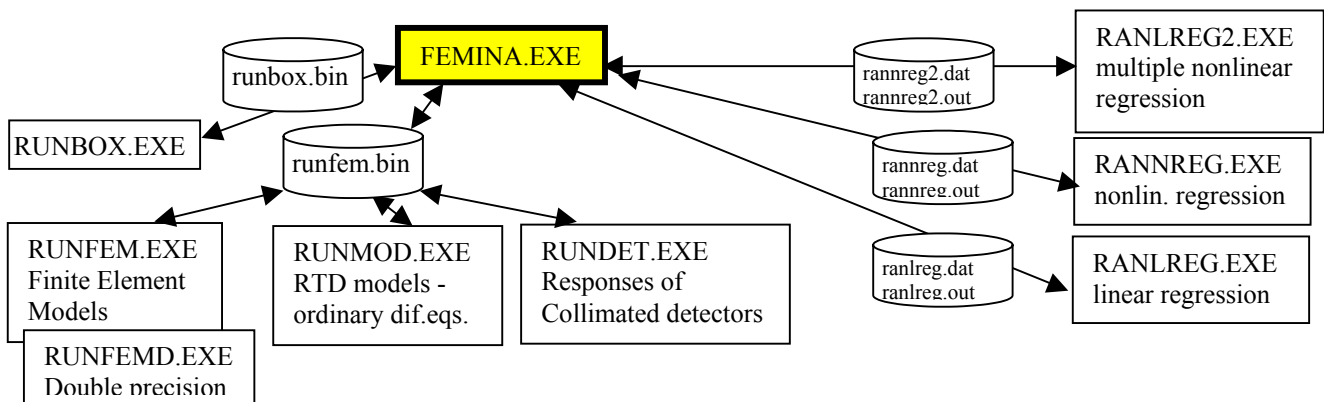 runbox.bin
FEMINA.EXE
rannreg2.dat
rannreg2.out
RANLREG2.EXE
multiple nonlinear
regression
RUNBOX.EXE
runfem.bin
rannreg.dat
rannreg.out
RANNREG.EXE
nonlin. regression
RUNFEM.EXE
Finite Element
Models
RUNMOD.EXE
RTD models -
ordinary dif.eqs.
RUNDET.EXE
Responses of
Collimated detectors
ranlreg.dat
ranlreg.out
RANLREG.EXE
linear regression
RUNFEMD.EXE
Double precision